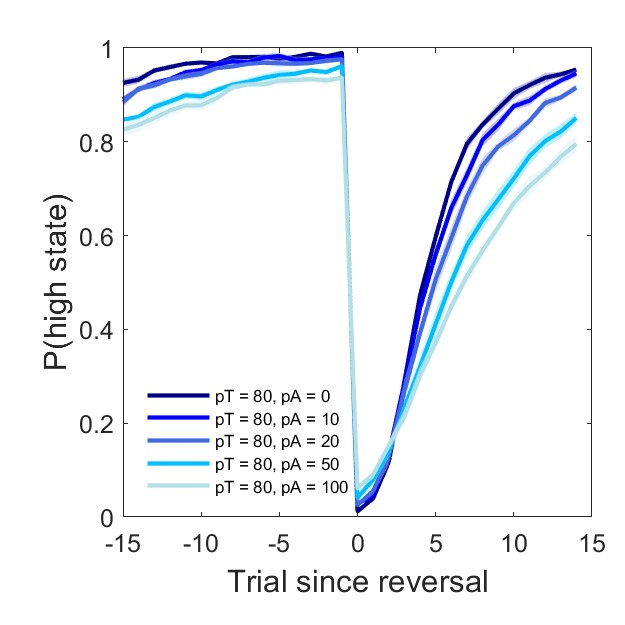 1
0.8
0.6
0.4
0.2
0
P(high state)
pT = 80, pA = 0
pT = 80, pA = 10
pT = 80, pA = 20
pT = 80, pA = 50
pT = 80, pA = 100
-15 -10 -5 0 5 10 15
Trial since reversal